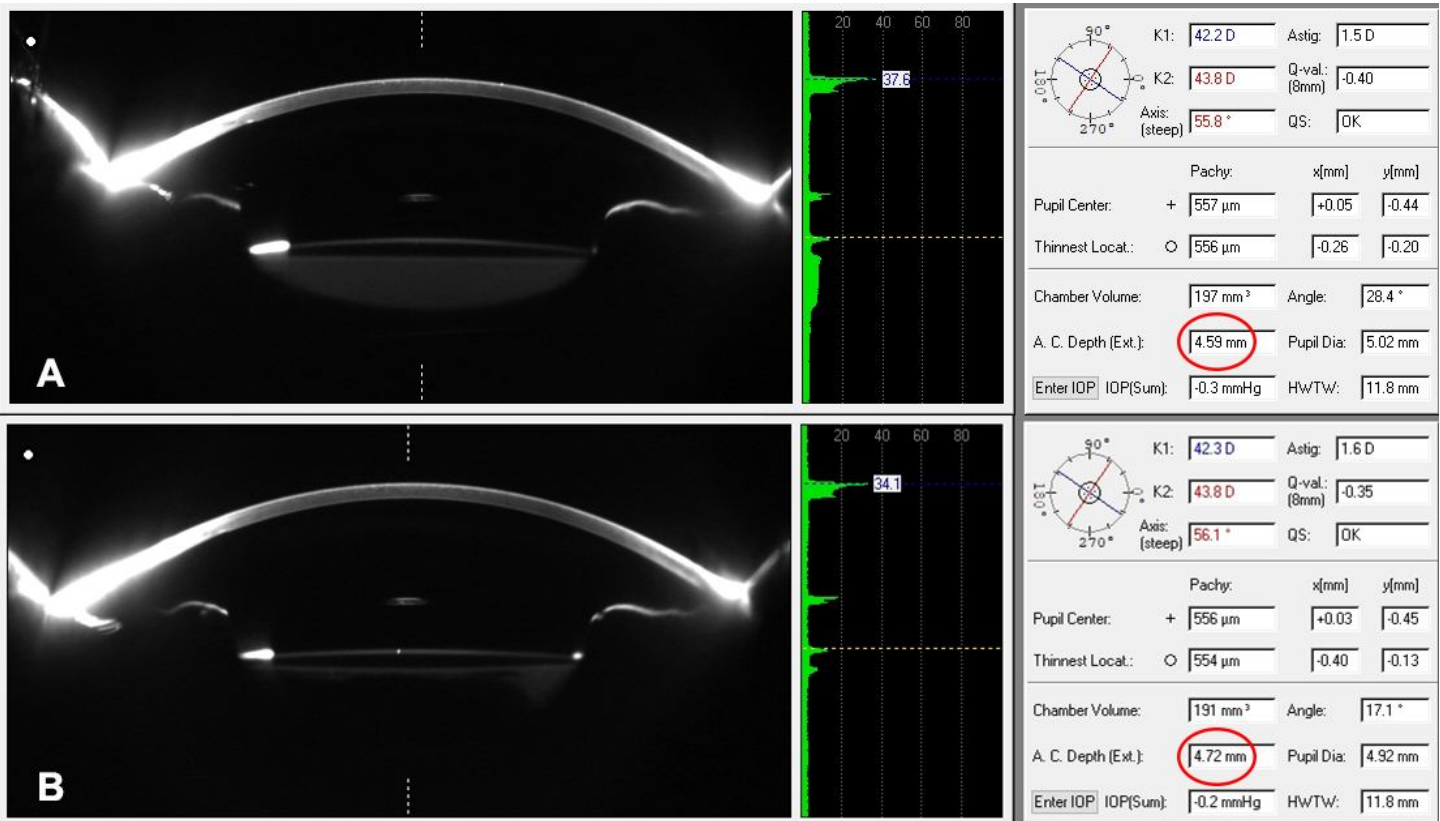 20 40 60 80
37.6
A
90°
180°
0°
270°
K1: 42.2 D Astig: 1.5 D
K2: 43.8 D Q-val.: (8mm) -0.40
Axis: (steep) 55.8 ° QS: OK
Pachy: x[mm] y[mm]
Pupil Center: + 557 µm +0.05 -0.44
Thinnest Locat.: O 556 µm -0.26 -0.20
Chamber Volume: 197 mm³ Angle: 28.4 °
A. C. Depth (Ext.): 4.59 mm Pupil Dia: 5.02 mm
Enter IOP IOP(Sum): -0.3 mmHg HWTW: 11.8 mm
20 40 60 80
34.1
B
90°
180°
0°
270°
K1: 42.3 D Astig: 1.6 D
K2: 43.8 D Q-val.: (8mm) -0.35
Axis: (steep) 56.1 ° QS: OK
Pachy: x[mm] y[mm]
Pupil Center: + 556 µm +0.03 -0.45
Thinnest Locat.: O 554 µm -0.40 -0.13
Chamber Volume: 191 mm³ Angle: 17.1 °
A. C. Depth (Ext.): 4.72 mm Pupil Dia: 4.92 mm
Enter IOP IOP(Sum): -0.2 mmHg HWTW: 11.8 mm